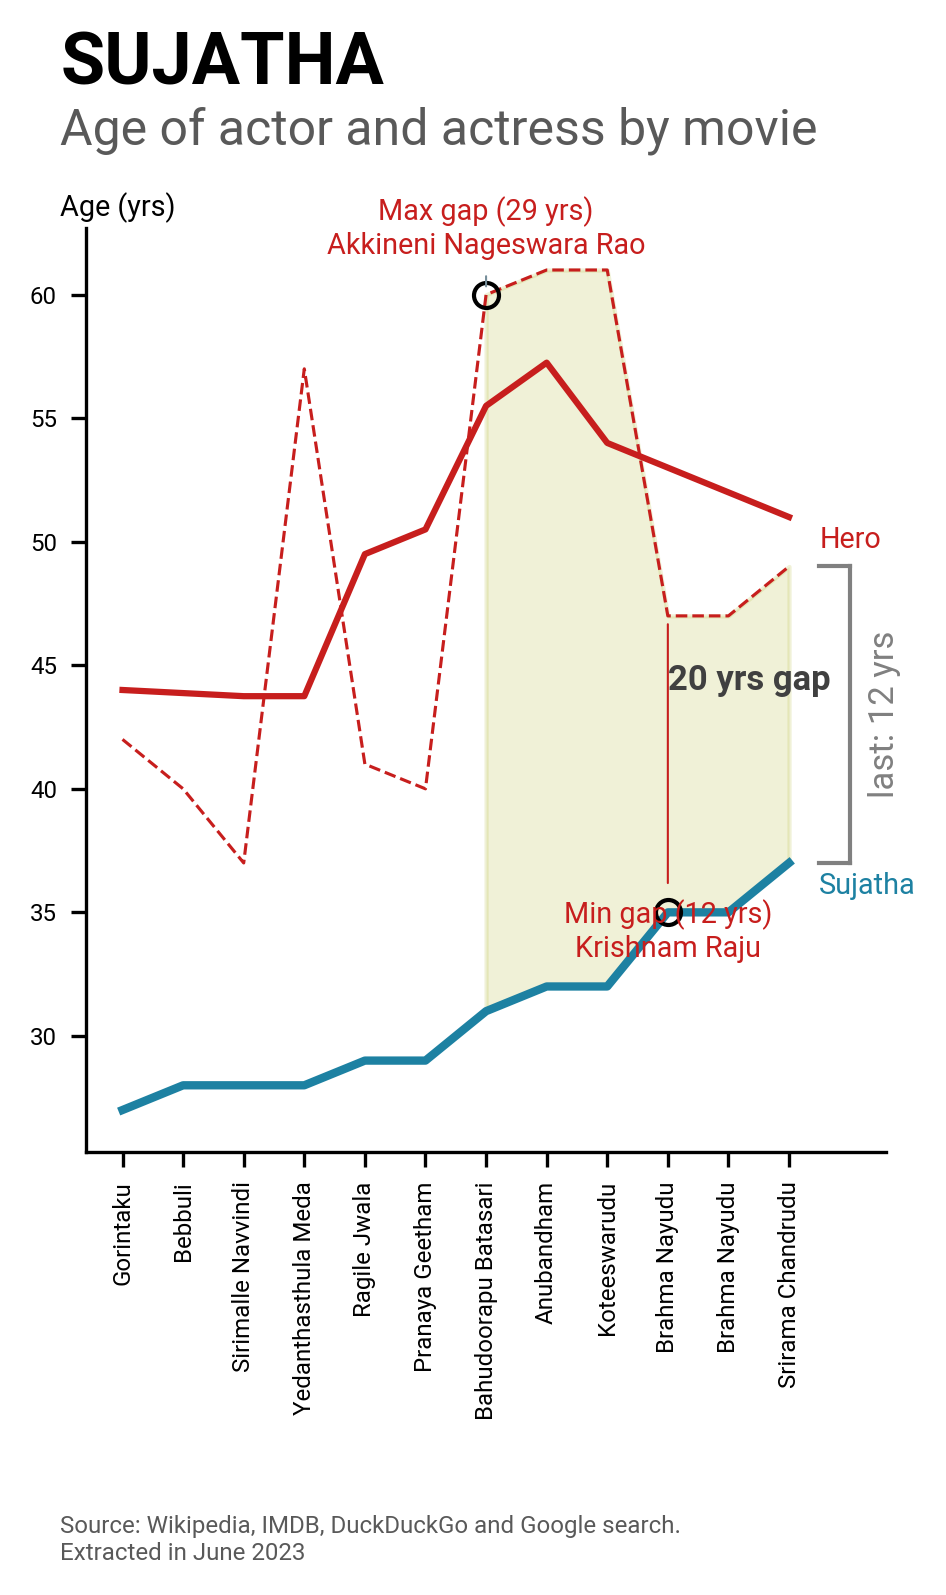 SUJATHA
Age of actor and actress by movie
Age (yrs)
Max gap (29 yrs)
Akkineni Nageswara Rao
60
55
50
45
40
35
30
Hero
20 yrs gap
last: 12 yrs
Sujatha
Min gap (12 yrs)
Krishnam Raju
Gorintaku
Bebbuli
Sirimalle Navvindi
Yedanthasthula Meda
Ragile Jwala
Pranaya Geetham
Bahudoorapu Batasari
Anubandham
Koteeswarudu
Brahma Nayudu
Brahma Nayudu
Srirama Chandrudu
Source: Wikipedia, IMDB, DuckDuckGo and Google search.
Extracted in June 2023